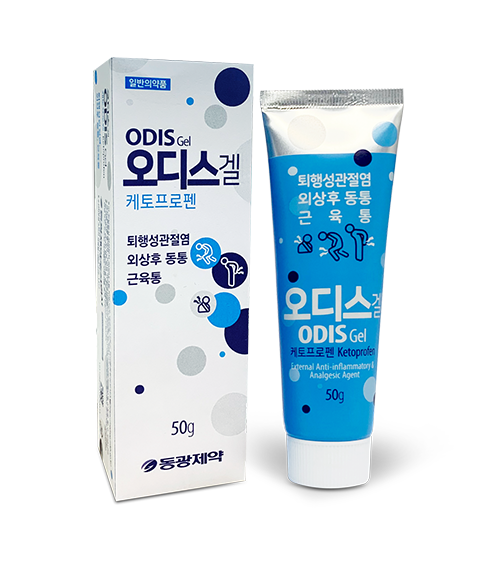 일반의약품
ODIS Gel
오디스겔
케토프로펜
퇴행성관절염
외상후 동통
근육통
50g
동광제약
퇴행성관절염
외상후 동통
근 육 통
오디스겔
ODIS Gel
케토프로펜 Ketoprofen
External Anti-inflammatory &
Analgesic Agent
50g